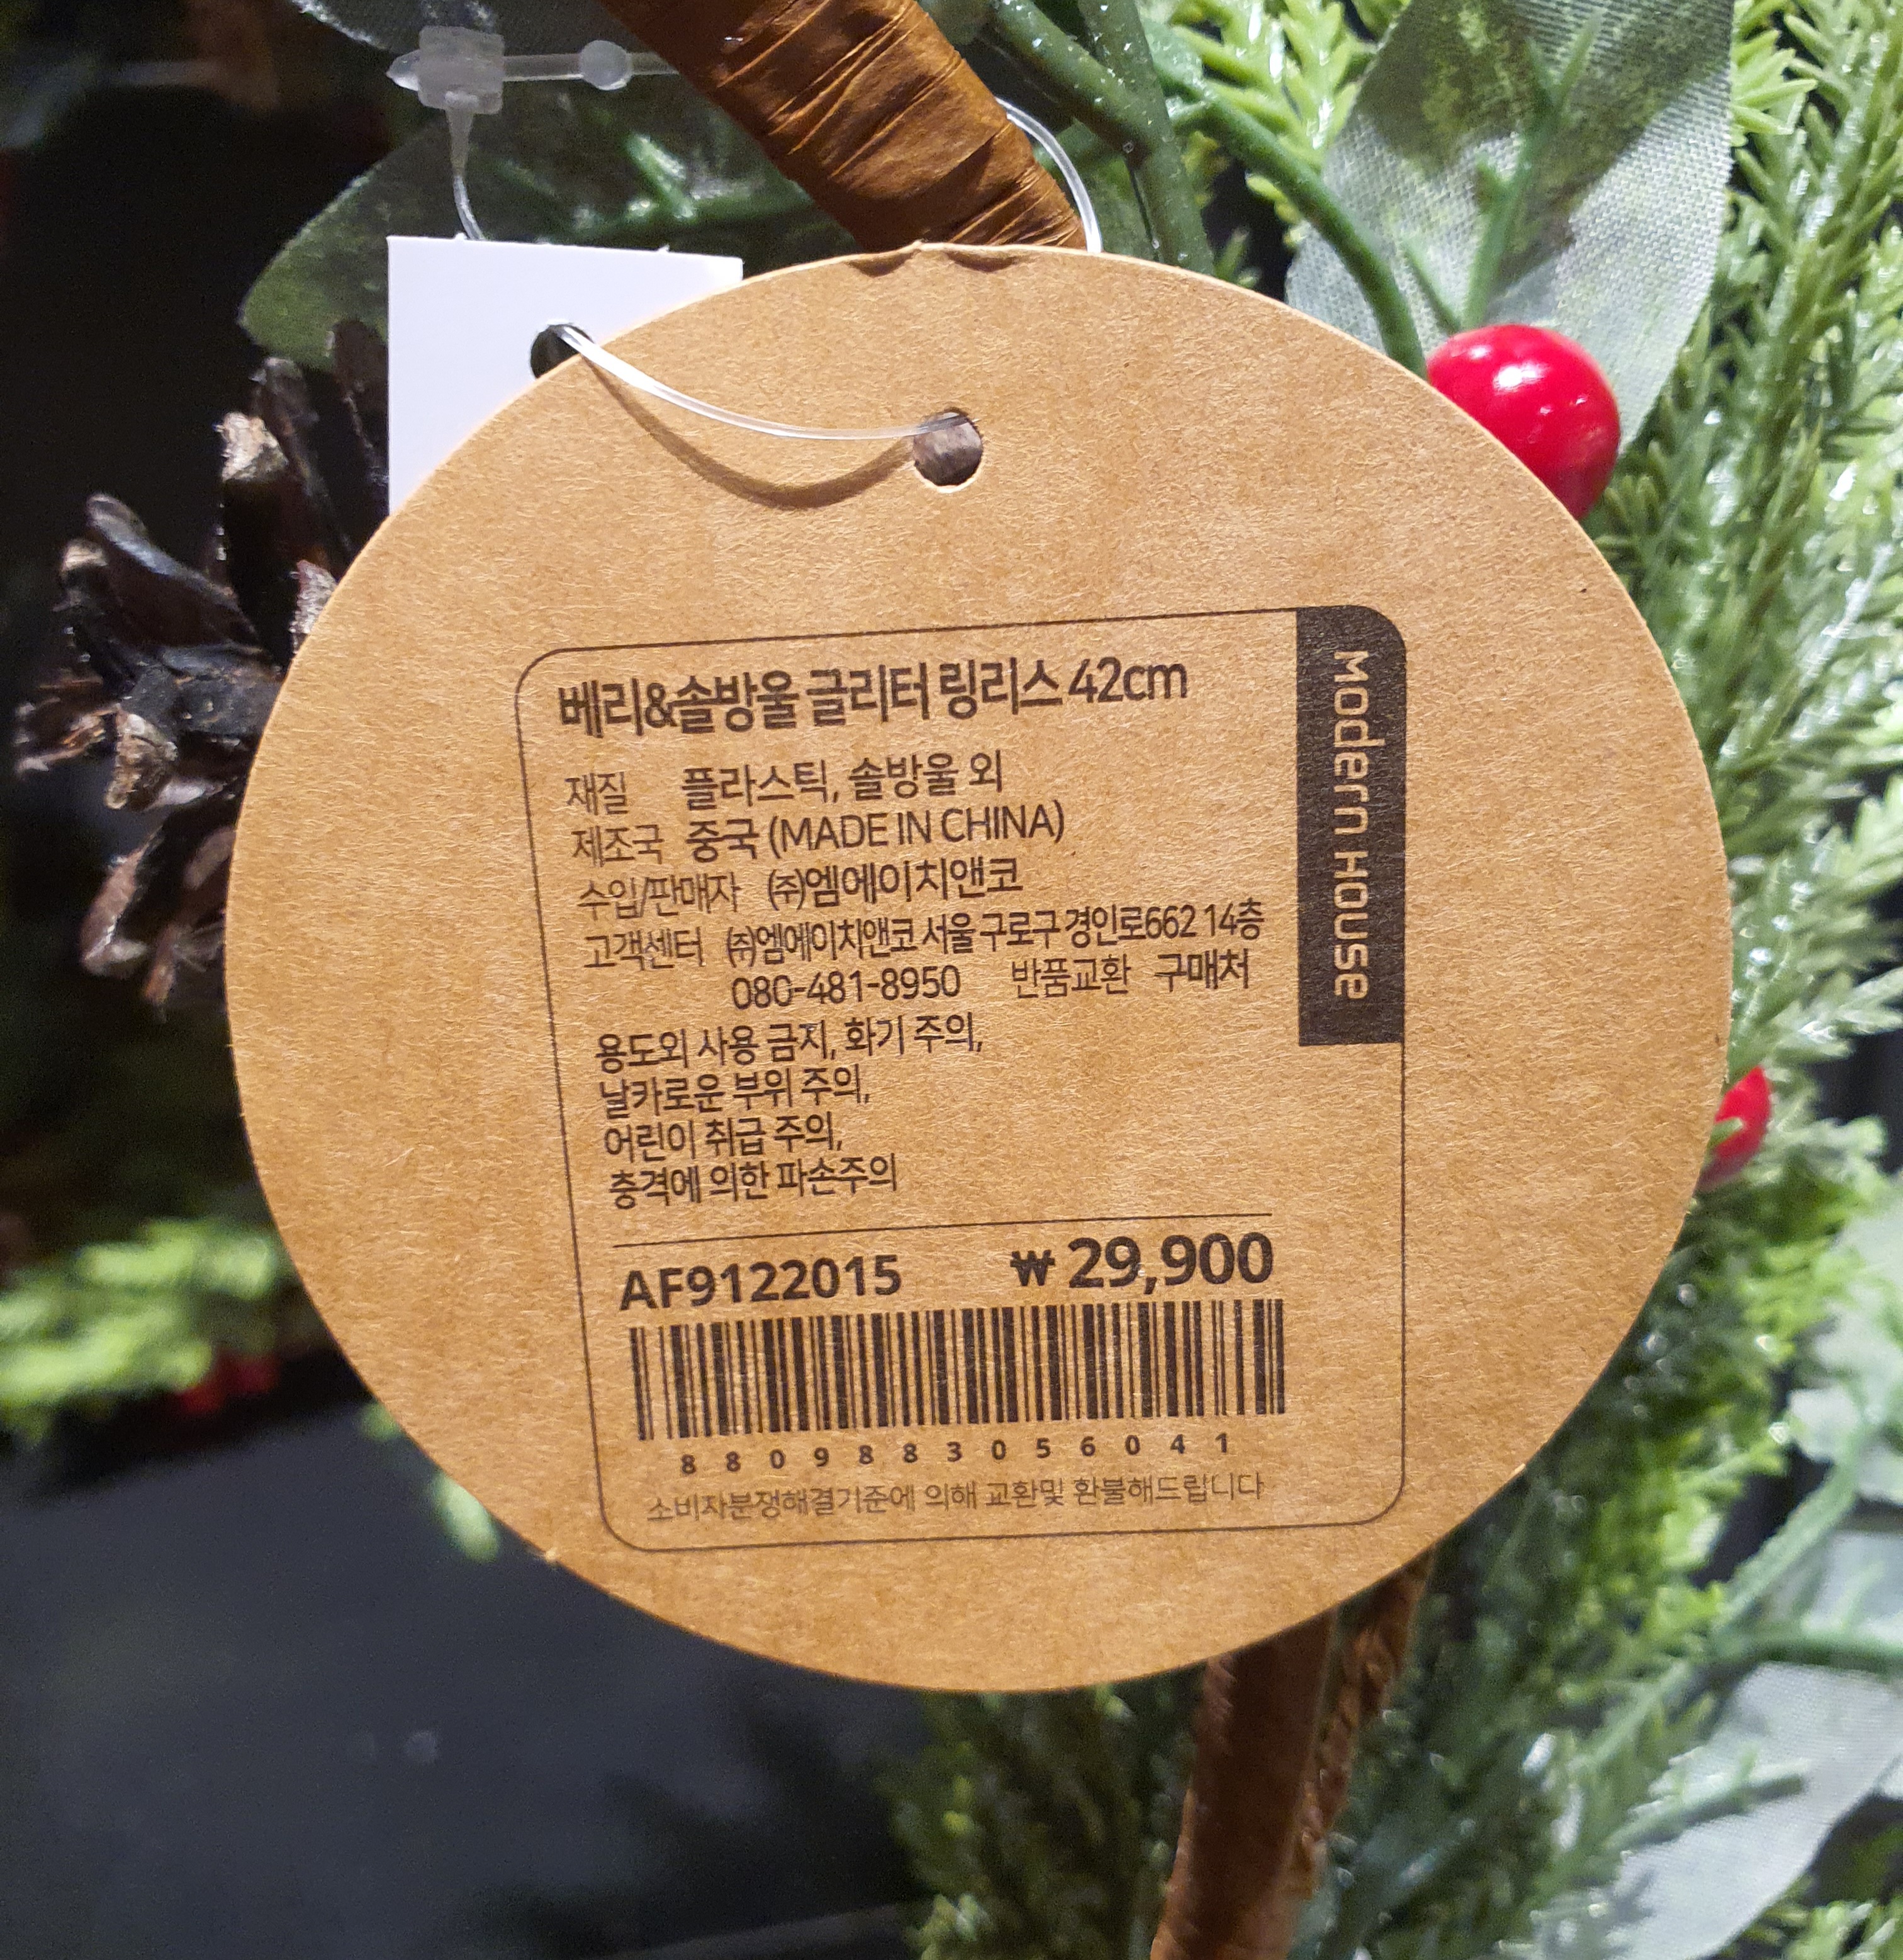 베리&솔방울 글리터 링리스 42cm
Modern House
재질 플라스틱, 솔방울 외
제조국 중국 (MADE IN CHINA)
수입/판매자 ㈜엠에이치앤코
고객센터 ㈜엠에이치앤코 서울 구로구 경인로662 14층
080-481-8950 반품교환 구매처
용도외 사용 금지, 화기 주의,
날카로운 부위 주의,
어린이 취급 주의,
충격에 의한 파손주의
AF9122015 ₩ 29,900
8809883056041
소비자분쟁해결기준에 의해 교환및 환불해드립니다